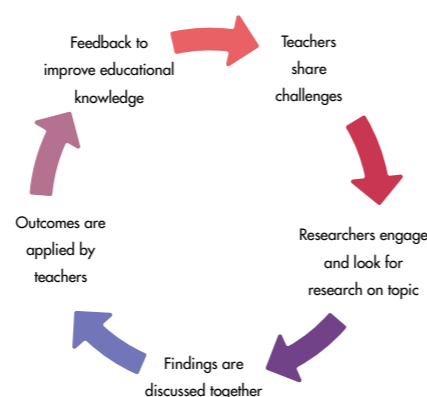 Feedback to
improve educational
knowledge
Teachers
share
challenges
Researchers engage
and look for
research on topic
Findings are
discussed together
Outcomes are
applied by
teachers